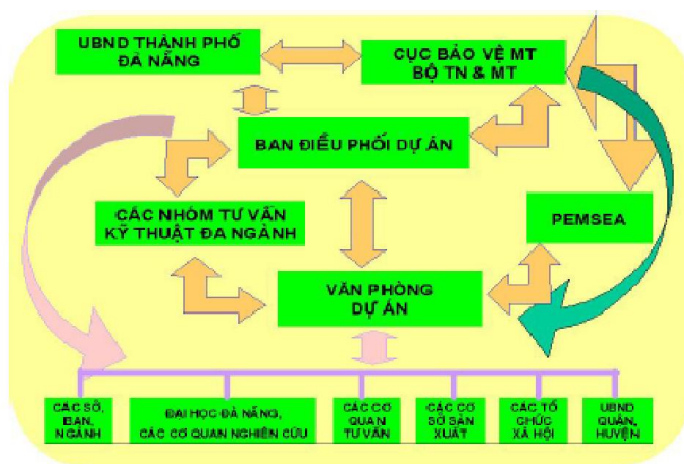 UBND THÀNH PHỐ
ĐÀ NẴNG
CỤC BẢO VỆ MT
BỘ TN & MT
BAN ĐIỀU PHỐI DỰ ÁN
CÁC NHÓM TƯ VẤN
KỸ THUẬT ĐA NGÀNH
PEMSEA
VĂN PHÒNG
DỰ ÁN
CÁC SỞ,
BAN,
NGÀNH
ĐẠI HỌC ĐÀ NẴNG,
CÁC CƠ QUAN NGHIÊN CỨU
CÁC CƠ
QUAN
TƯ VẤN
CÁC CƠ
SỞ SẢN
XUẤT
CÁC TỔ
CHỨC
XÃ HỘI
UBND
QUẬN,
HUYỆN